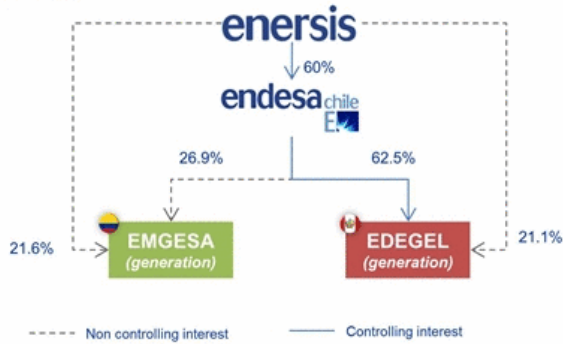 enersis
60%
endesa chile
E.
26.9%
62.5%
EMGESA
(generation)
EDEGEL
(generation)
21.6%
21.1%
Non controlling interest
Controlling interest